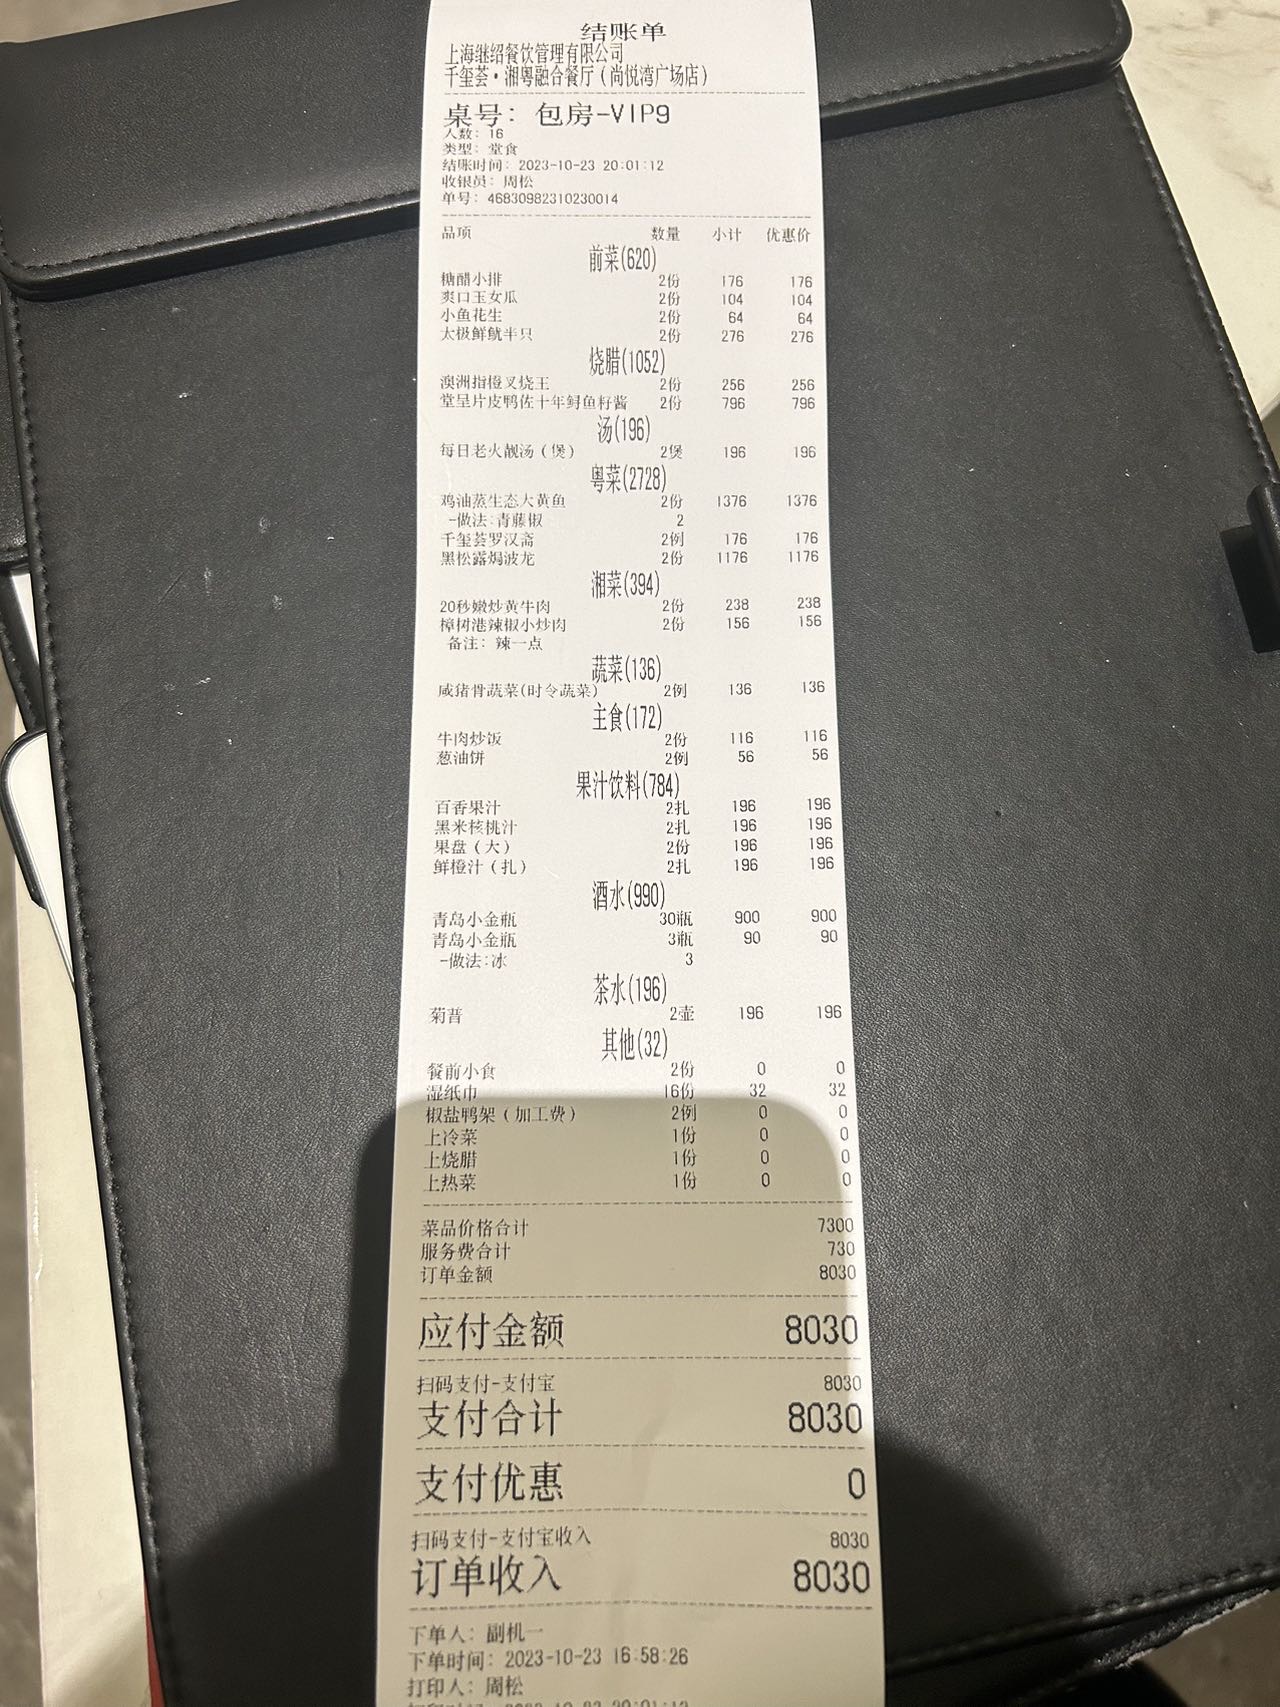 结账单
上海继绍餐饮管理有限公司
千玺荟·湘粤融合餐厅（尚悦湾广场店）
桌号：包房-VIP9
人数：16
类型：堂食
结账时间：2023-10-23 20:01:12
收银员：周松
单号：46830982310230014
品项 数量 小计 优惠价
前菜(620)
糖醋小排 2份 176 176
爽口玉女瓜 2份 104 104
小鱼花生 2份 64 64
太极鲜鱿半只 2份 276 276
烧腊(1052)
澳洲指橙叉烧王 2份 256 256
堂呈片皮鸭佐十年鲟鱼籽酱 2份 796 796
汤(196)
每日老火靓汤（煲） 2煲 196 196
粤菜(2728)
鸡油蒸生态大黄鱼 2份 1376 1376
-做法:青藤椒 2
千玺荟罗汉斋 2例 176 176
黑松露焗波龙 2份 1176 1176
湘菜(394)
20秒嫩炒黄牛肉 2份 238 238
樟树港辣椒小炒肉 2份 156 156
备注：辣一点
蔬菜(136)
咸猪骨蔬菜(时令蔬菜) 2例 136 136
主食(172)
牛肉炒饭 2份 116 116
葱油饼 2例 56 56
果汁饮料(784)
百香果汁 2扎 196 196
黑米核桃汁 2扎 196 196
果盘（大） 2份 196 196
鲜橙汁（扎） 2扎 196 196
酒水(990)
青岛小金瓶 30瓶 900 900
青岛小金瓶 3瓶 90 90
-做法:冰 3
茶水(196)
菊普 2壶 196 196
其他(32)
餐前小食 2份 0 0
湿纸巾 16份 32 32
椒盐鸭架（加工费） 2例 0 0
上冷菜 1份 0 0
上烧腊 1份 0 0
上热菜 1份 0 0
菜品价格合计 7300
服务费合计 730
订单金额 8030
应付金额 8030
扫码支付-支付宝 8030
支付合计 8030
支付优惠 0
扫码支付-支付宝收入 8030
订单收入 8030
下单人：副机一
下单时间：2023-10-23 16:58:26
打印人：周松